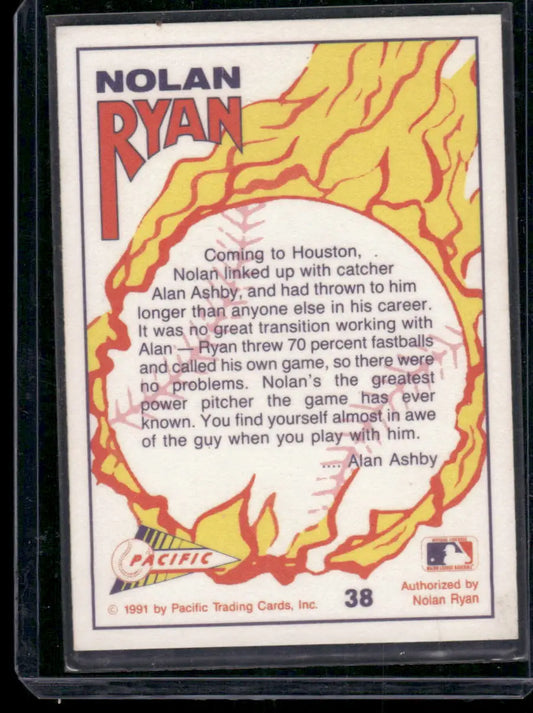 NOLAN
RYAN
Coming to Houston,
Nolan linked up with catcher
Alan Ashby, and had thrown to him
longer than anyone else in his career.
It was no great transition working with
Alan — Ryan threw 70 percent fastballs
and called his own game, so there were
no problems. Nolan's the greatest
power pitcher the game has ever
known. You find yourself almost in awe
of the guy when you play with him.
.... Alan Ashby
PACIFIC
MAJOR LEAGUE BASEBALL
© 1991 by Pacific Trading Cards, Inc.
38
Authorized by
Nolan Ryan